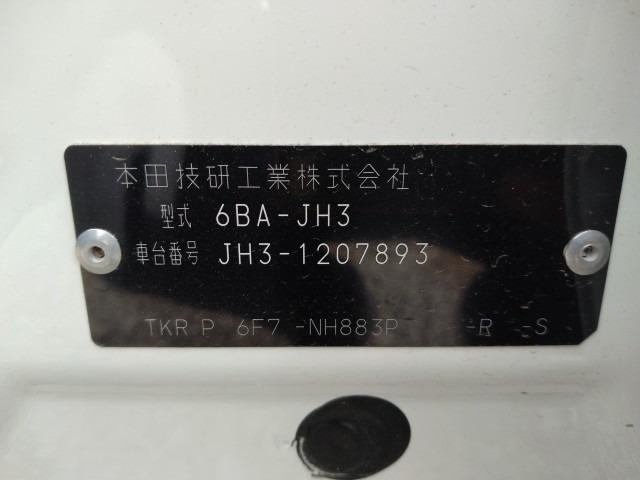 本田技研工業株式会社
型式 6BA-JH3
車台番号 JH3-1207893
TKR P 6F7 -NH883P -R -S